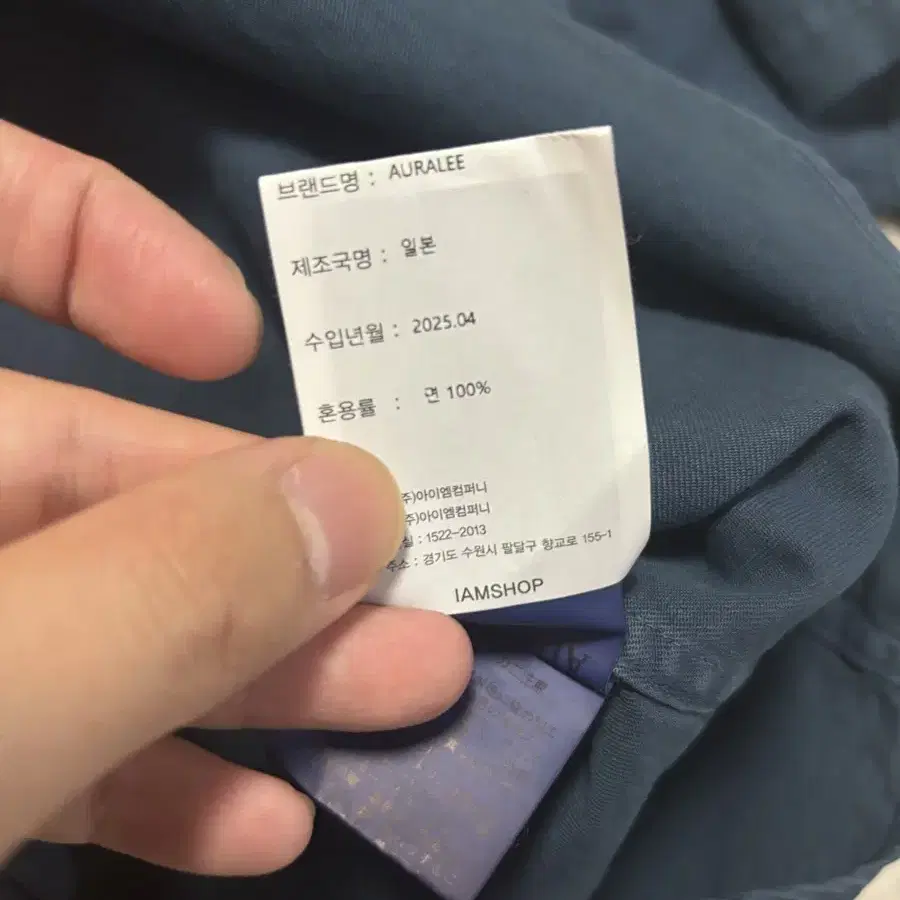 브랜드명 : AURALEE
제조국명 : 일본
수입년월 : 2025.04
혼용률 : 면 100%
주)아이엠컴퍼니
주)아이엠컴퍼니
실 : 1522-2013
주소 : 경기도 수원시 팔달구 향교로 155-1
IAMSHOP